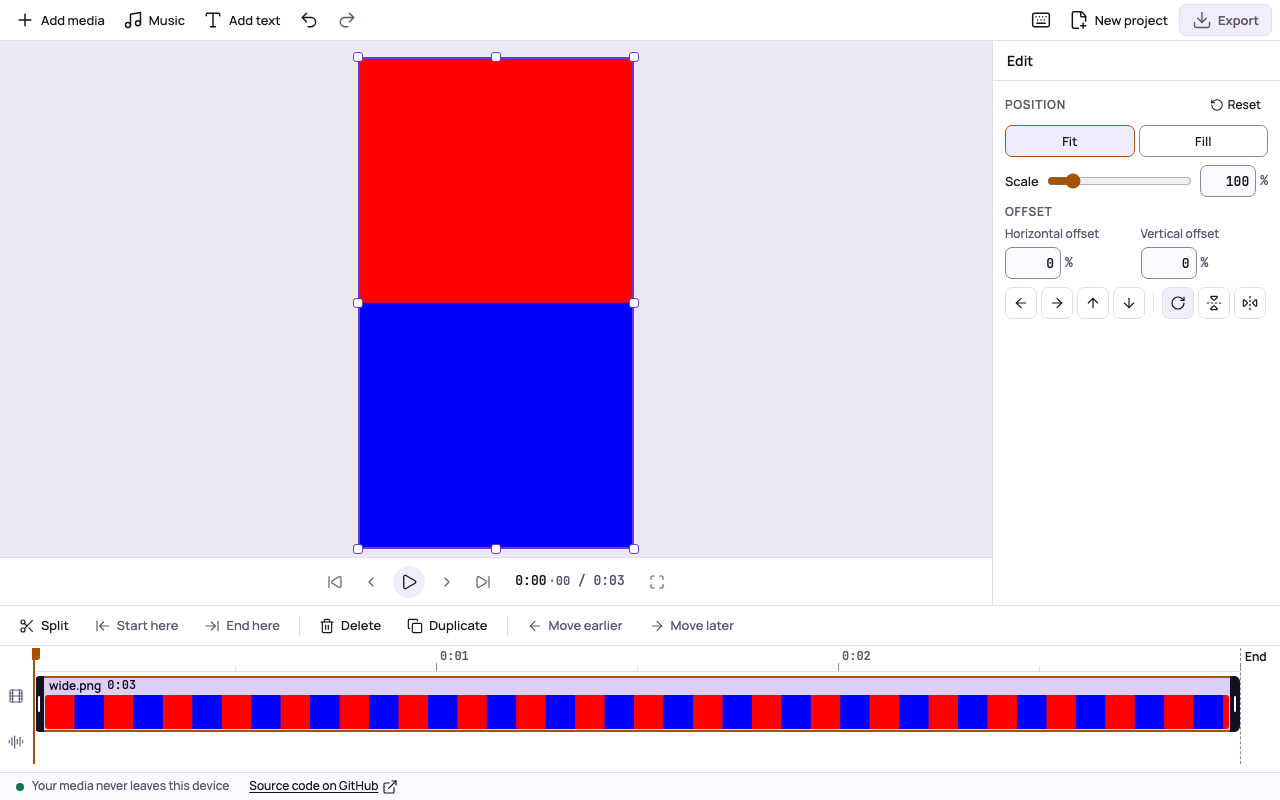 Add media Music Add text New project Export
Edit
POSITION Reset
Fit Fill
Scale 100 %
OFFSET
Horizontal offset Vertical offset
0 % 0 %
0:00·00 / 0:03
Split Start here End here Delete Duplicate Move earlier Move later
0:01 0:02 End
wide.png 0:03
Your media never leaves this device Source code on GitHub